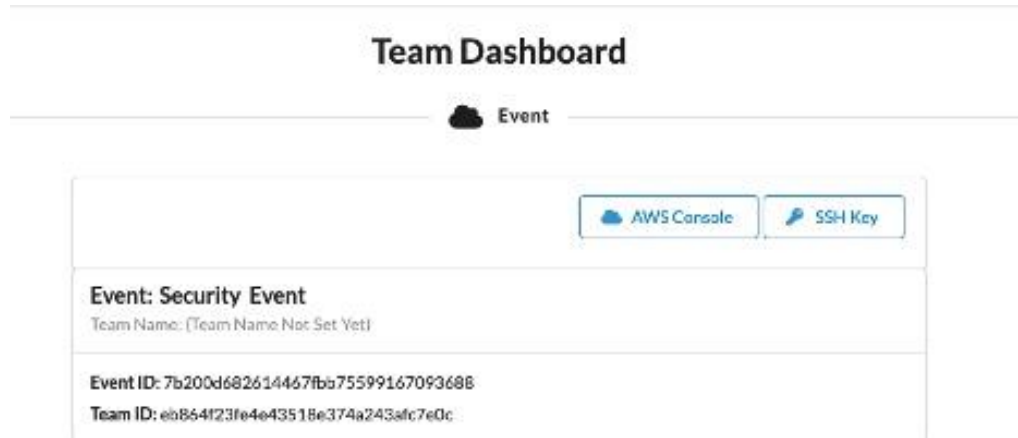 Team Dashboard
Event
AWS Console
SSH Key
Event: Security Event
Team Name: (Team Name Not Set Yet)
Event ID: 7b200d682614467fbb75599167093688
Team ID: eb864f23fe4e43518e374a243afc7e0c